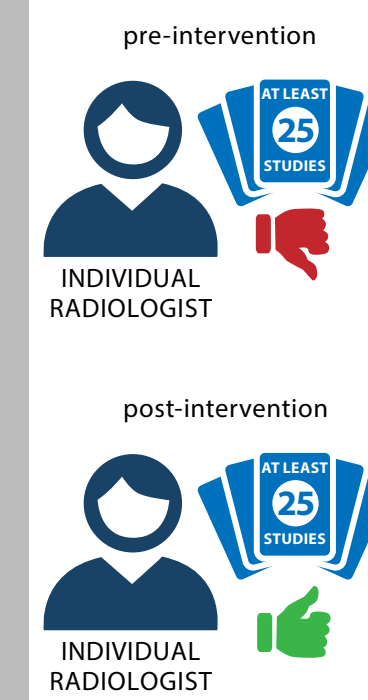 pre-intervention
AT LEAST
25
STUDIES
INDIVIDUAL
RADIOLOGIST
post-intervention
AT LEAST
25
STUDIES
INDIVIDUAL
RADIOLOGIST